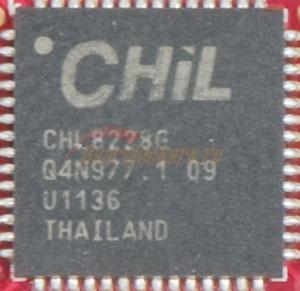 CHiL
CHL8228G
Q4N977.1 09
U1136
THAILAND